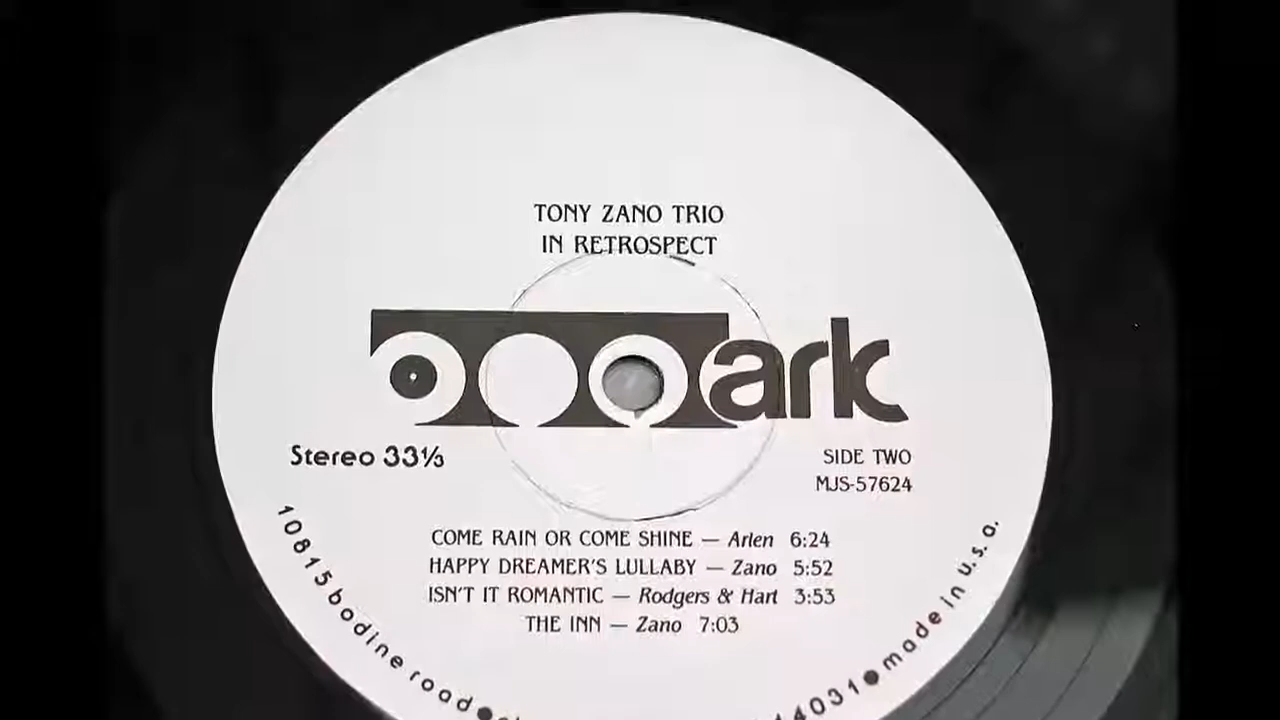 TONY ZANO TRIO
IN RETROSPECT
mark
Stereo 33⅓
SIDE TWO
MJS-57624
COME RAIN OR COME SHINE — Arlen 6:24
HAPPY DREAMER'S LULLABY — Zano 5:52
ISN'T IT ROMANTIC — Rodgers & Hart 3:53
THE INN — Zano 7:03
10815 bodine road ● 14031 ● made in u.s.a.